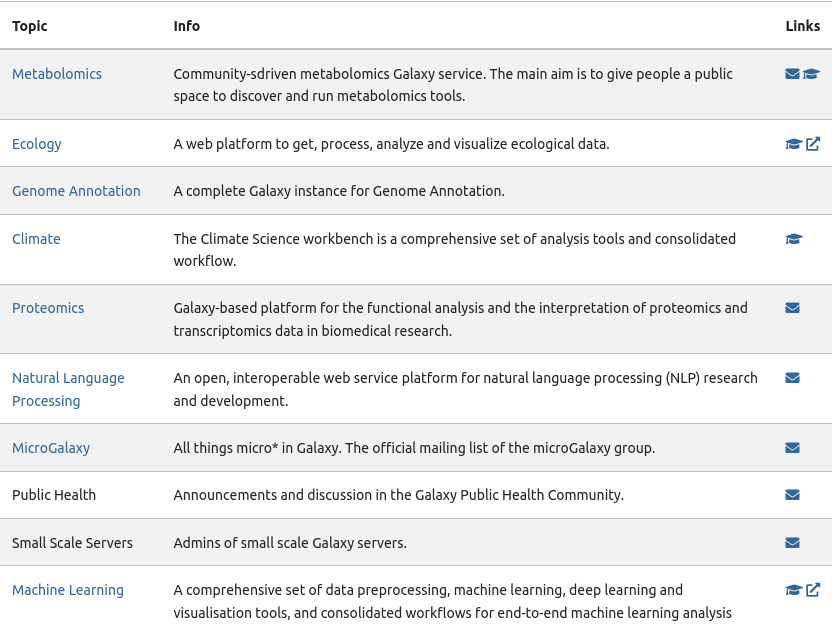 Topic Info Links
Metabolomics Community-sdriven metabolomics Galaxy service. The main aim is to give people a public
space to discover and run metabolomics tools.
Ecology A web platform to get, process, analyze and visualize ecological data.
Genome Annotation A complete Galaxy instance for Genome Annotation.
Climate The Climate Science workbench is a comprehensive set of analysis tools and consolidated
workflow.
Proteomics Galaxy-based platform for the functional analysis and the interpretation of proteomics and
transcriptomics data in biomedical research.
Natural Language An open, interoperable web service platform for natural language processing (NLP) research
Processing and development.
MicroGalaxy All things micro* in Galaxy. The official mailing list of the microGalaxy group.
Public Health Announcements and discussion in the Galaxy Public Health Community.
Small Scale Servers Admins of small scale Galaxy servers.
Machine Learning A comprehensive set of data preprocessing, machine learning, deep learning and
visualisation tools, and consolidated workflows for end-to-end machine learning analysis